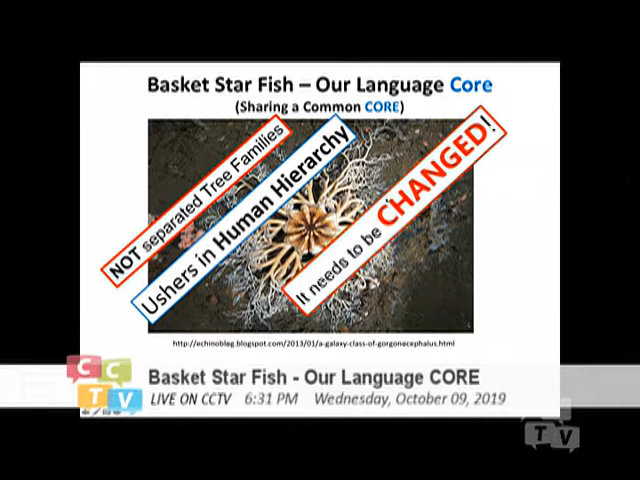 Basket Star Fish – Our Language Core
(Sharing a Common CORE)
NOT separated Tree Families
Ushers in Human Hierarchy
It needs to be CHANGED!!
http://echinobleg.blogspot.com/2013/01/a-galaxy-class-of-gorgonecephalus.html
CCTV
Basket Star Fish - Our Language CORE
LIVE ON CCTV 6:31 PM Wednesday, October 09, 2019
TV